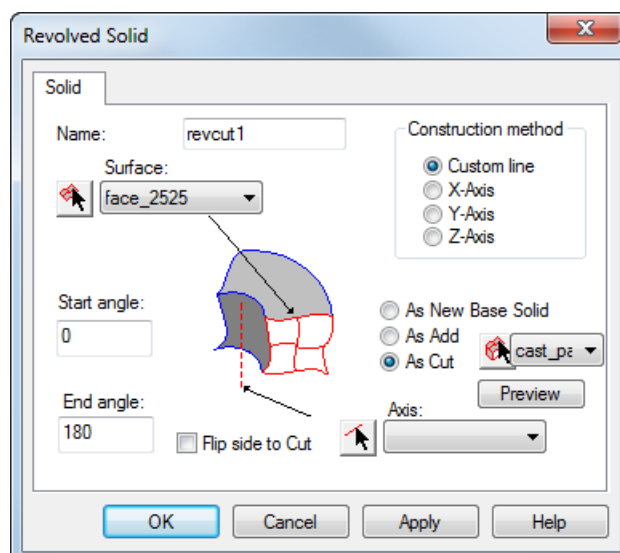 Revolved Solid
Solid
Name: revcut1
Construction method
Custom line
X-Axis
Y-Axis
Z-Axis
Surface:
face_2525
Start angle:
0
As New Base Solid
As Add
As Cut
cast_pa
Preview
End angle:
180
Flip side to Cut
Axis:
OK Cancel Apply Help